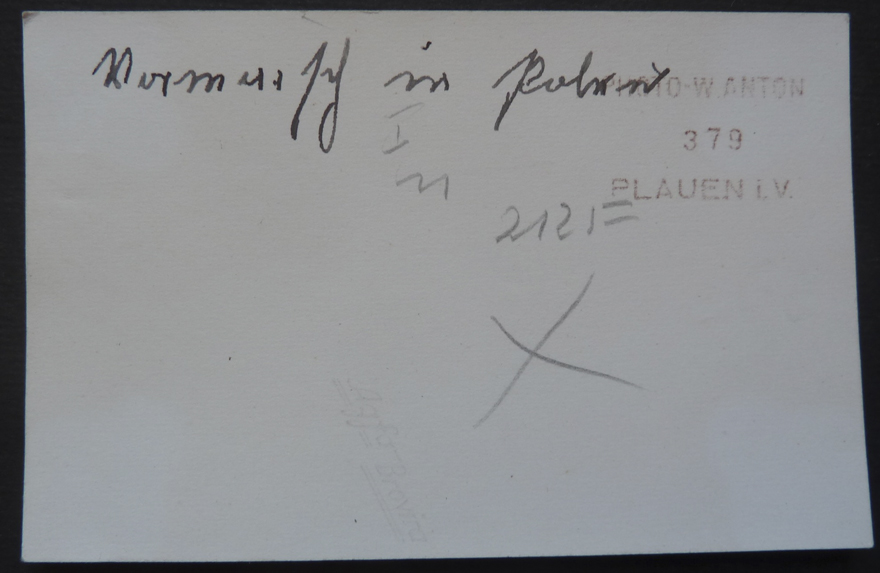 Vormarsch in Polen
PHOTO-W. ANTON
379
PLAUEN i.V.
I
2121=